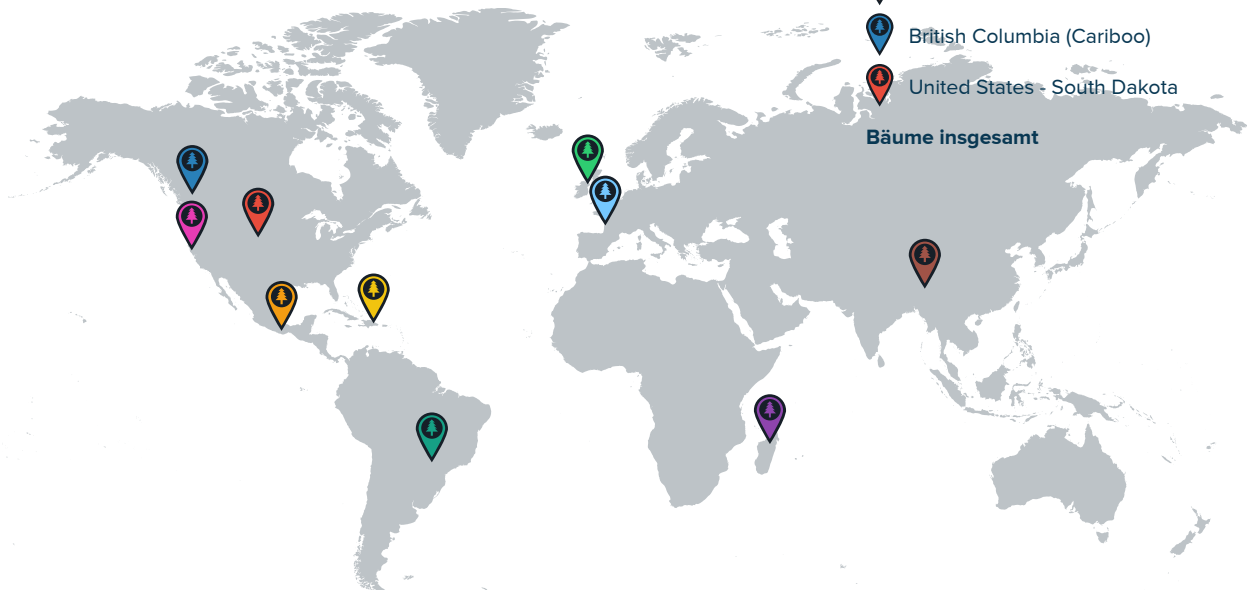 British Columbia (Cariboo)
United States - South Dakota
Bäume insgesamt